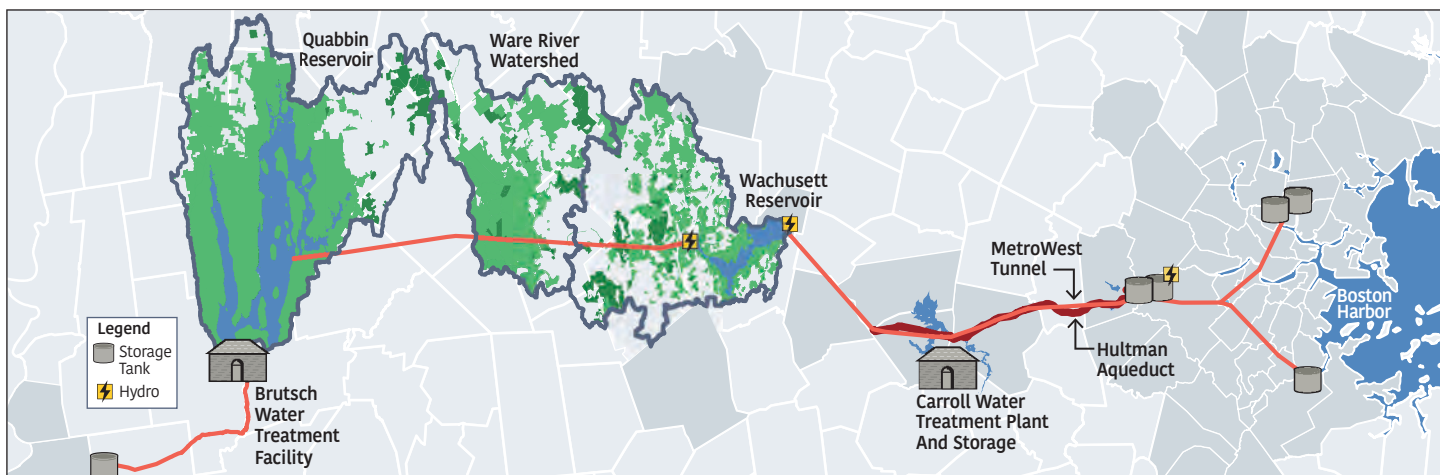 Quabbin
Reservoir
Ware River
Watershed
Wachusett
Reservoir
MetroWest
Tunnel
Boston
Harbor
Legend
Storage
Tank
Hydro
Hultman
Aqueduct
Brutsch
Water
Treatment
Facility
Carroll Water
Treatment Plant
And Storage